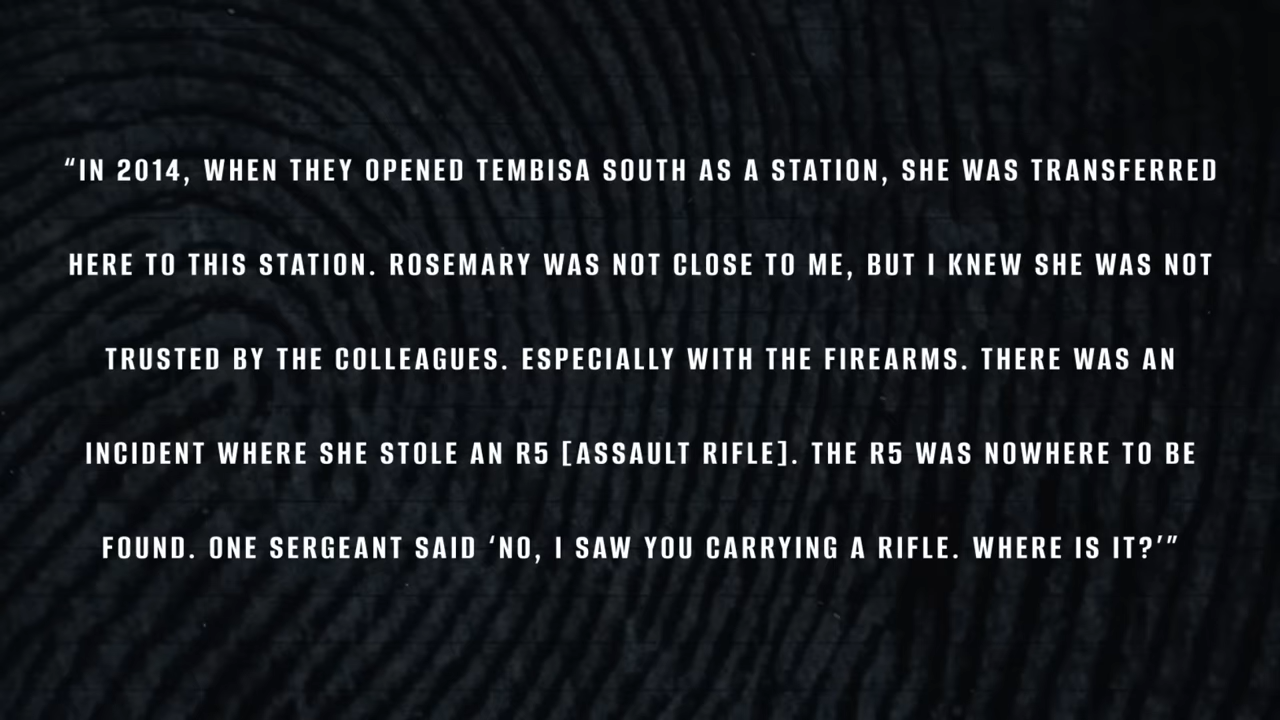 “IN 2014, WHEN THEY OPENED TEMBISA SOUTH AS A STATION, SHE WAS TRANSFERRED
HERE TO THIS STATION. ROSEMARY WAS NOT CLOSE TO ME, BUT I KNEW SHE WAS NOT
TRUSTED BY THE COLLEAGUES. ESPECIALLY WITH THE FIREARMS. THERE WAS AN
INCIDENT WHERE SHE STOLE AN R5 [ASSAULT RIFLE]. THE R5 WAS NOWHERE TO BE
FOUND. ONE SERGEANT SAID ‘NO, I SAW YOU CARRYING A RIFLE. WHERE IS IT?’”